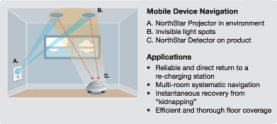 B.
A.
C.
Mobile Device Navigation
A. NorthStar Projector in environment
B. Invisible light spots
C. NorthStar Detector on product
Applications
• Reliable and direct return to a
re-charging station
• Multi-room systematic navigation
• Instantaneous recovery from
"kidnapping"
• Efficient and thorough floor coverage